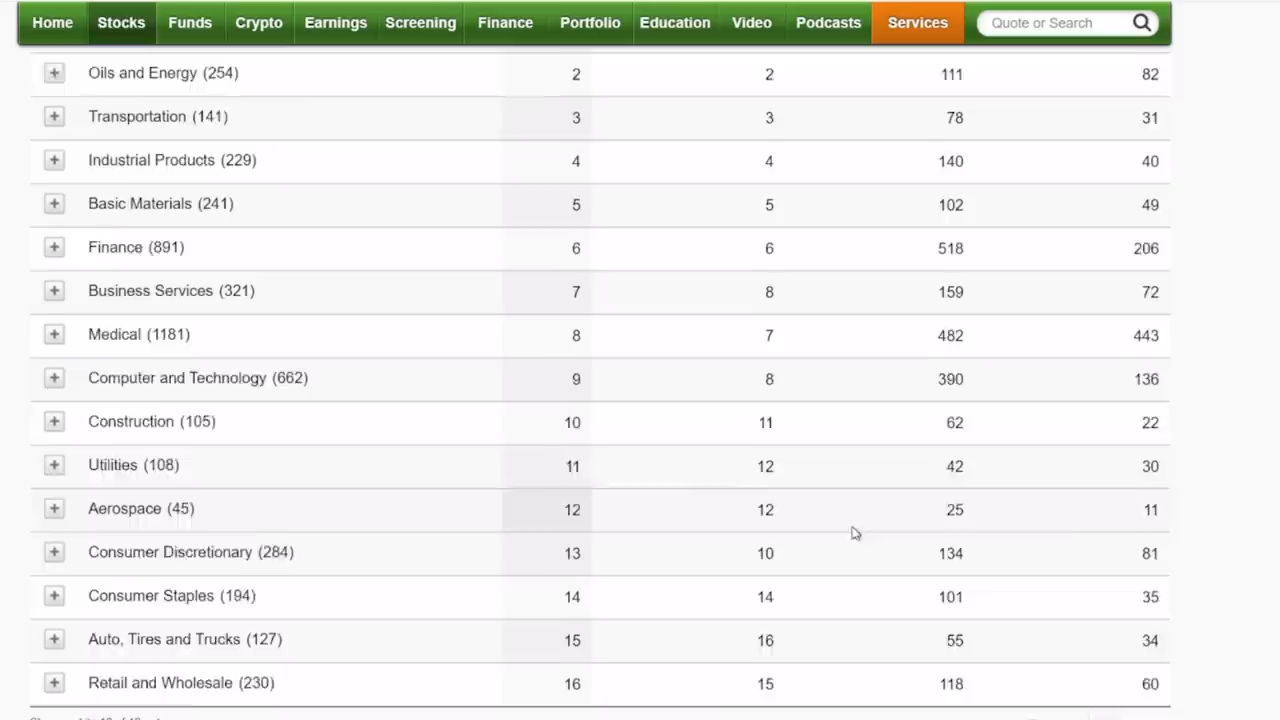 Home Stocks Funds Crypto Earnings Screening Finance Portfolio Education Video Podcasts Services Quote or Search
Oils and Energy (254) 2 2 111 82
Transportation (141) 3 3 78 31
Industrial Products (229) 4 4 140 40
Basic Materials (241) 5 5 102 49
Finance (891) 6 6 518 206
Business Services (321) 7 8 159 72
Medical (1181) 8 7 482 443
Computer and Technology (662) 9 8 390 136
Construction (105) 10 11 62 22
Utilities (108) 11 12 42 30
Aerospace (45) 12 12 25 11
Consumer Discretionary (284) 13 10 134 81
Consumer Staples (194) 14 14 101 35
Auto, Tires and Trucks (127) 15 16 55 34
Retail and Wholesale (230) 16 15 118 60